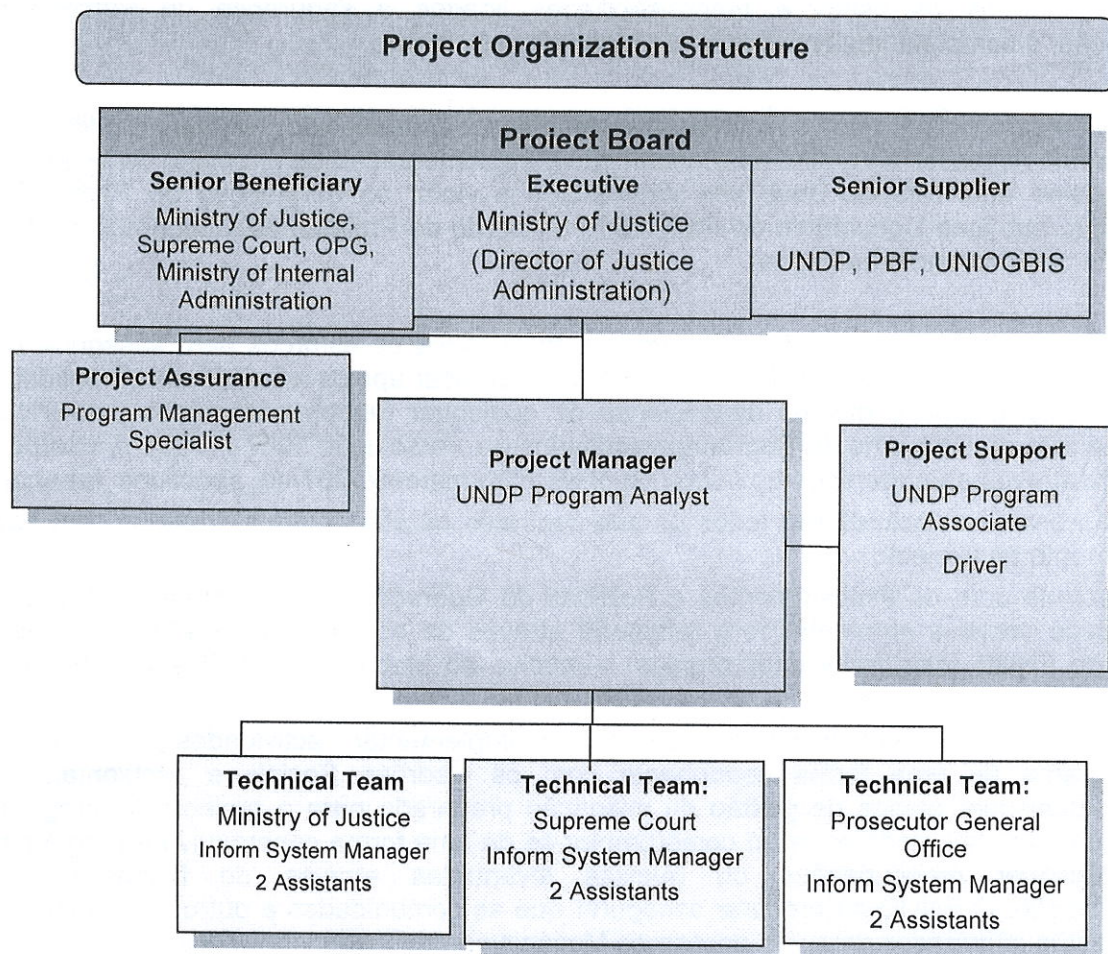 Project Organization Structure
Project Board
Senior Beneficiary
Ministry of Justice,
Supreme Court, OPG,
Ministry of Internal
Administration
Executive
Ministry of Justice
(Director of Justice
Administration)
Senior Supplier
UNDP, PBF, UNIOGBIS
Project Assurance
Program Management
Specialist
Project Manager
UNDP Program Analyst
Project Support
UNDP Program
Associate
Driver
Technical Team
Ministry of Justice
Inform System Manager
2 Assistants
Technical Team:
Supreme Court
Inform System Manager
2 Assistants
Technical Team:
Prosecutor General
Office
Inform System Manager
2 Assistants